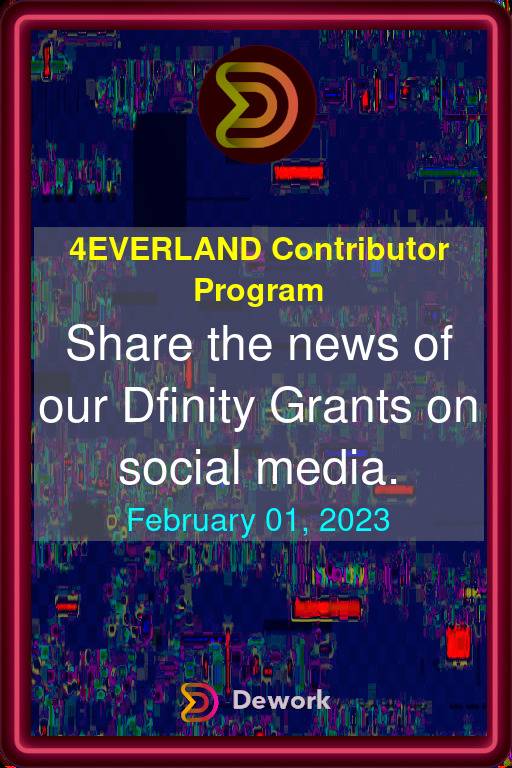 4EVERLAND Contributor
Program
Share the news of
our Dfinity Grants on
social media.
February 01, 2023
Dework